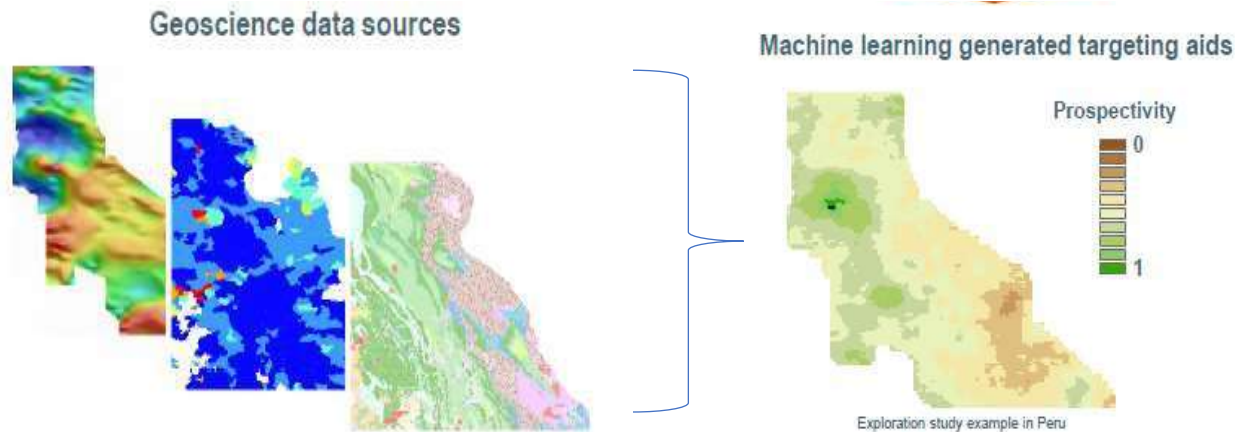 Geoscience data sources
Machine learning generated targeting aids
Prospectivity
0
1
Exploration study example in Peru